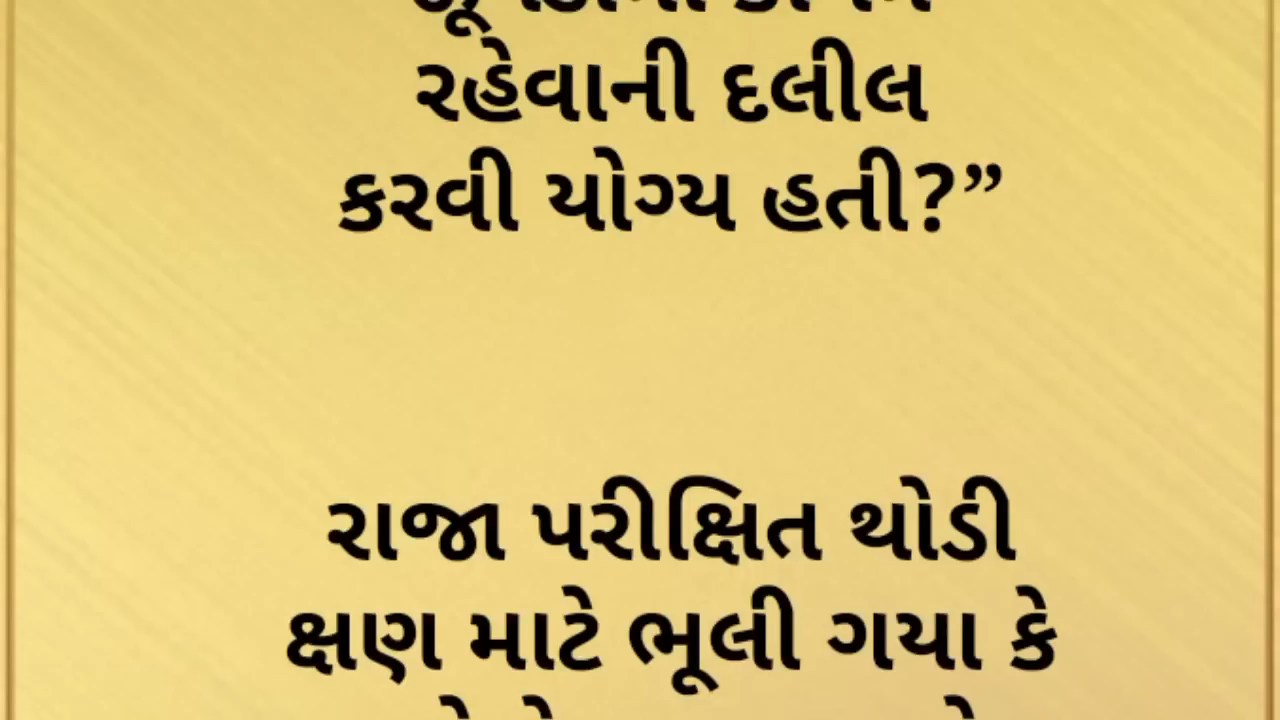 રહેવાની દલીલ
કરવી યોગ્ય હતી?”
રાજા પરીક્ષિત થોડી
ક્ષણ માટે ભૂલી ગયા કે